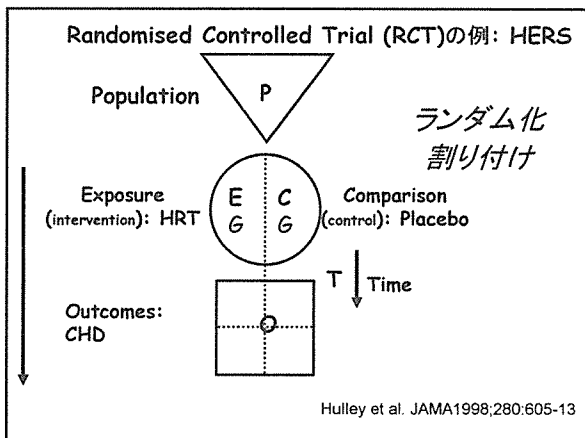 Randomised Controlled Trial (RCT)の例: HERS
Population
P
ランダム化
割り付け
Exposure
(intervention): HRT
E C
G G
Comparison
(control): Placebo
T
Time
Outcomes:
CHD
O
Hulley et al. JAMA1998;280:605-13